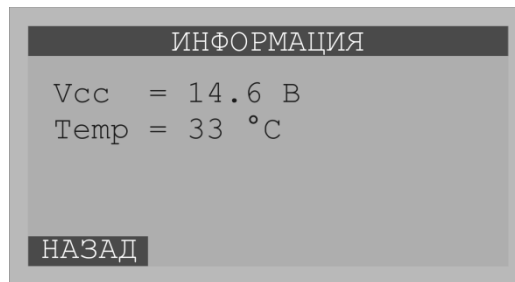 ИНФОРМАЦИЯ
Vcc = 14.6 В
Temp = 33 °C
НАЗАД